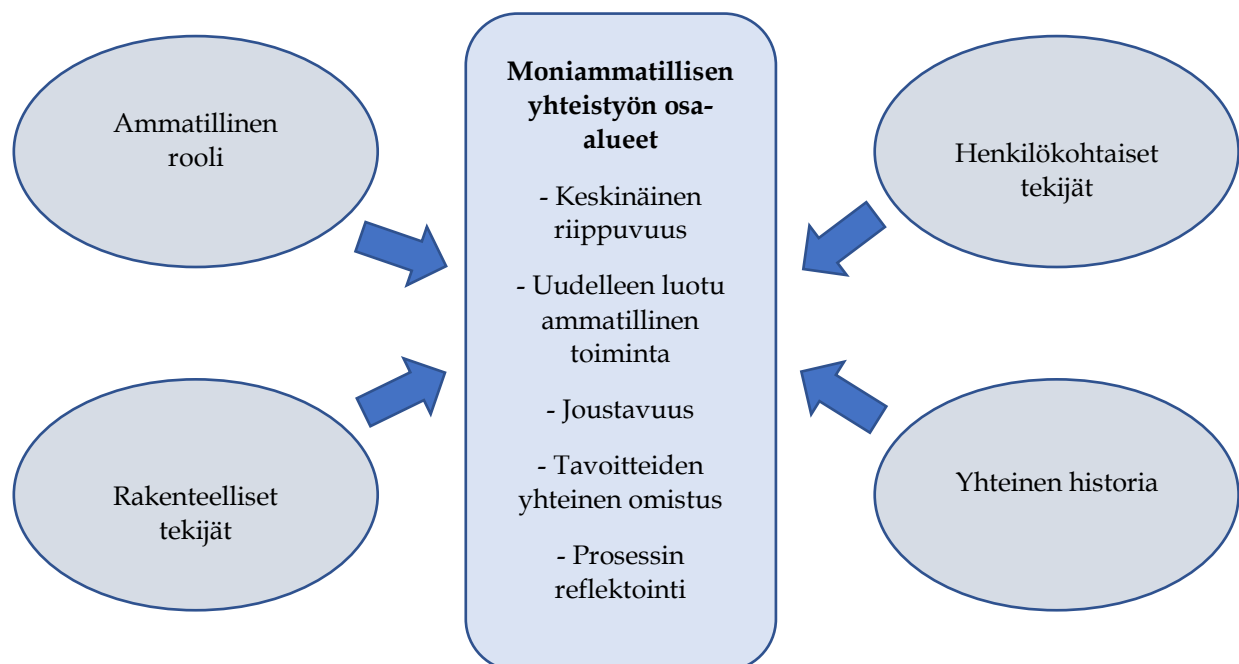 Ammatillinen
rooli
Rakenteelliset
tekijät
Moniammatillisen
yhteistyön osa-
alueet
- Keskinäinen
riippuvuus
- Uudelleen luotu
ammatillinen
toiminta
- Joustavuus
- Tavoitteiden
yhteinen omistus
- Prosessin
reflektointi
Henkilökohtaiset
tekijät
Yhteinen historia